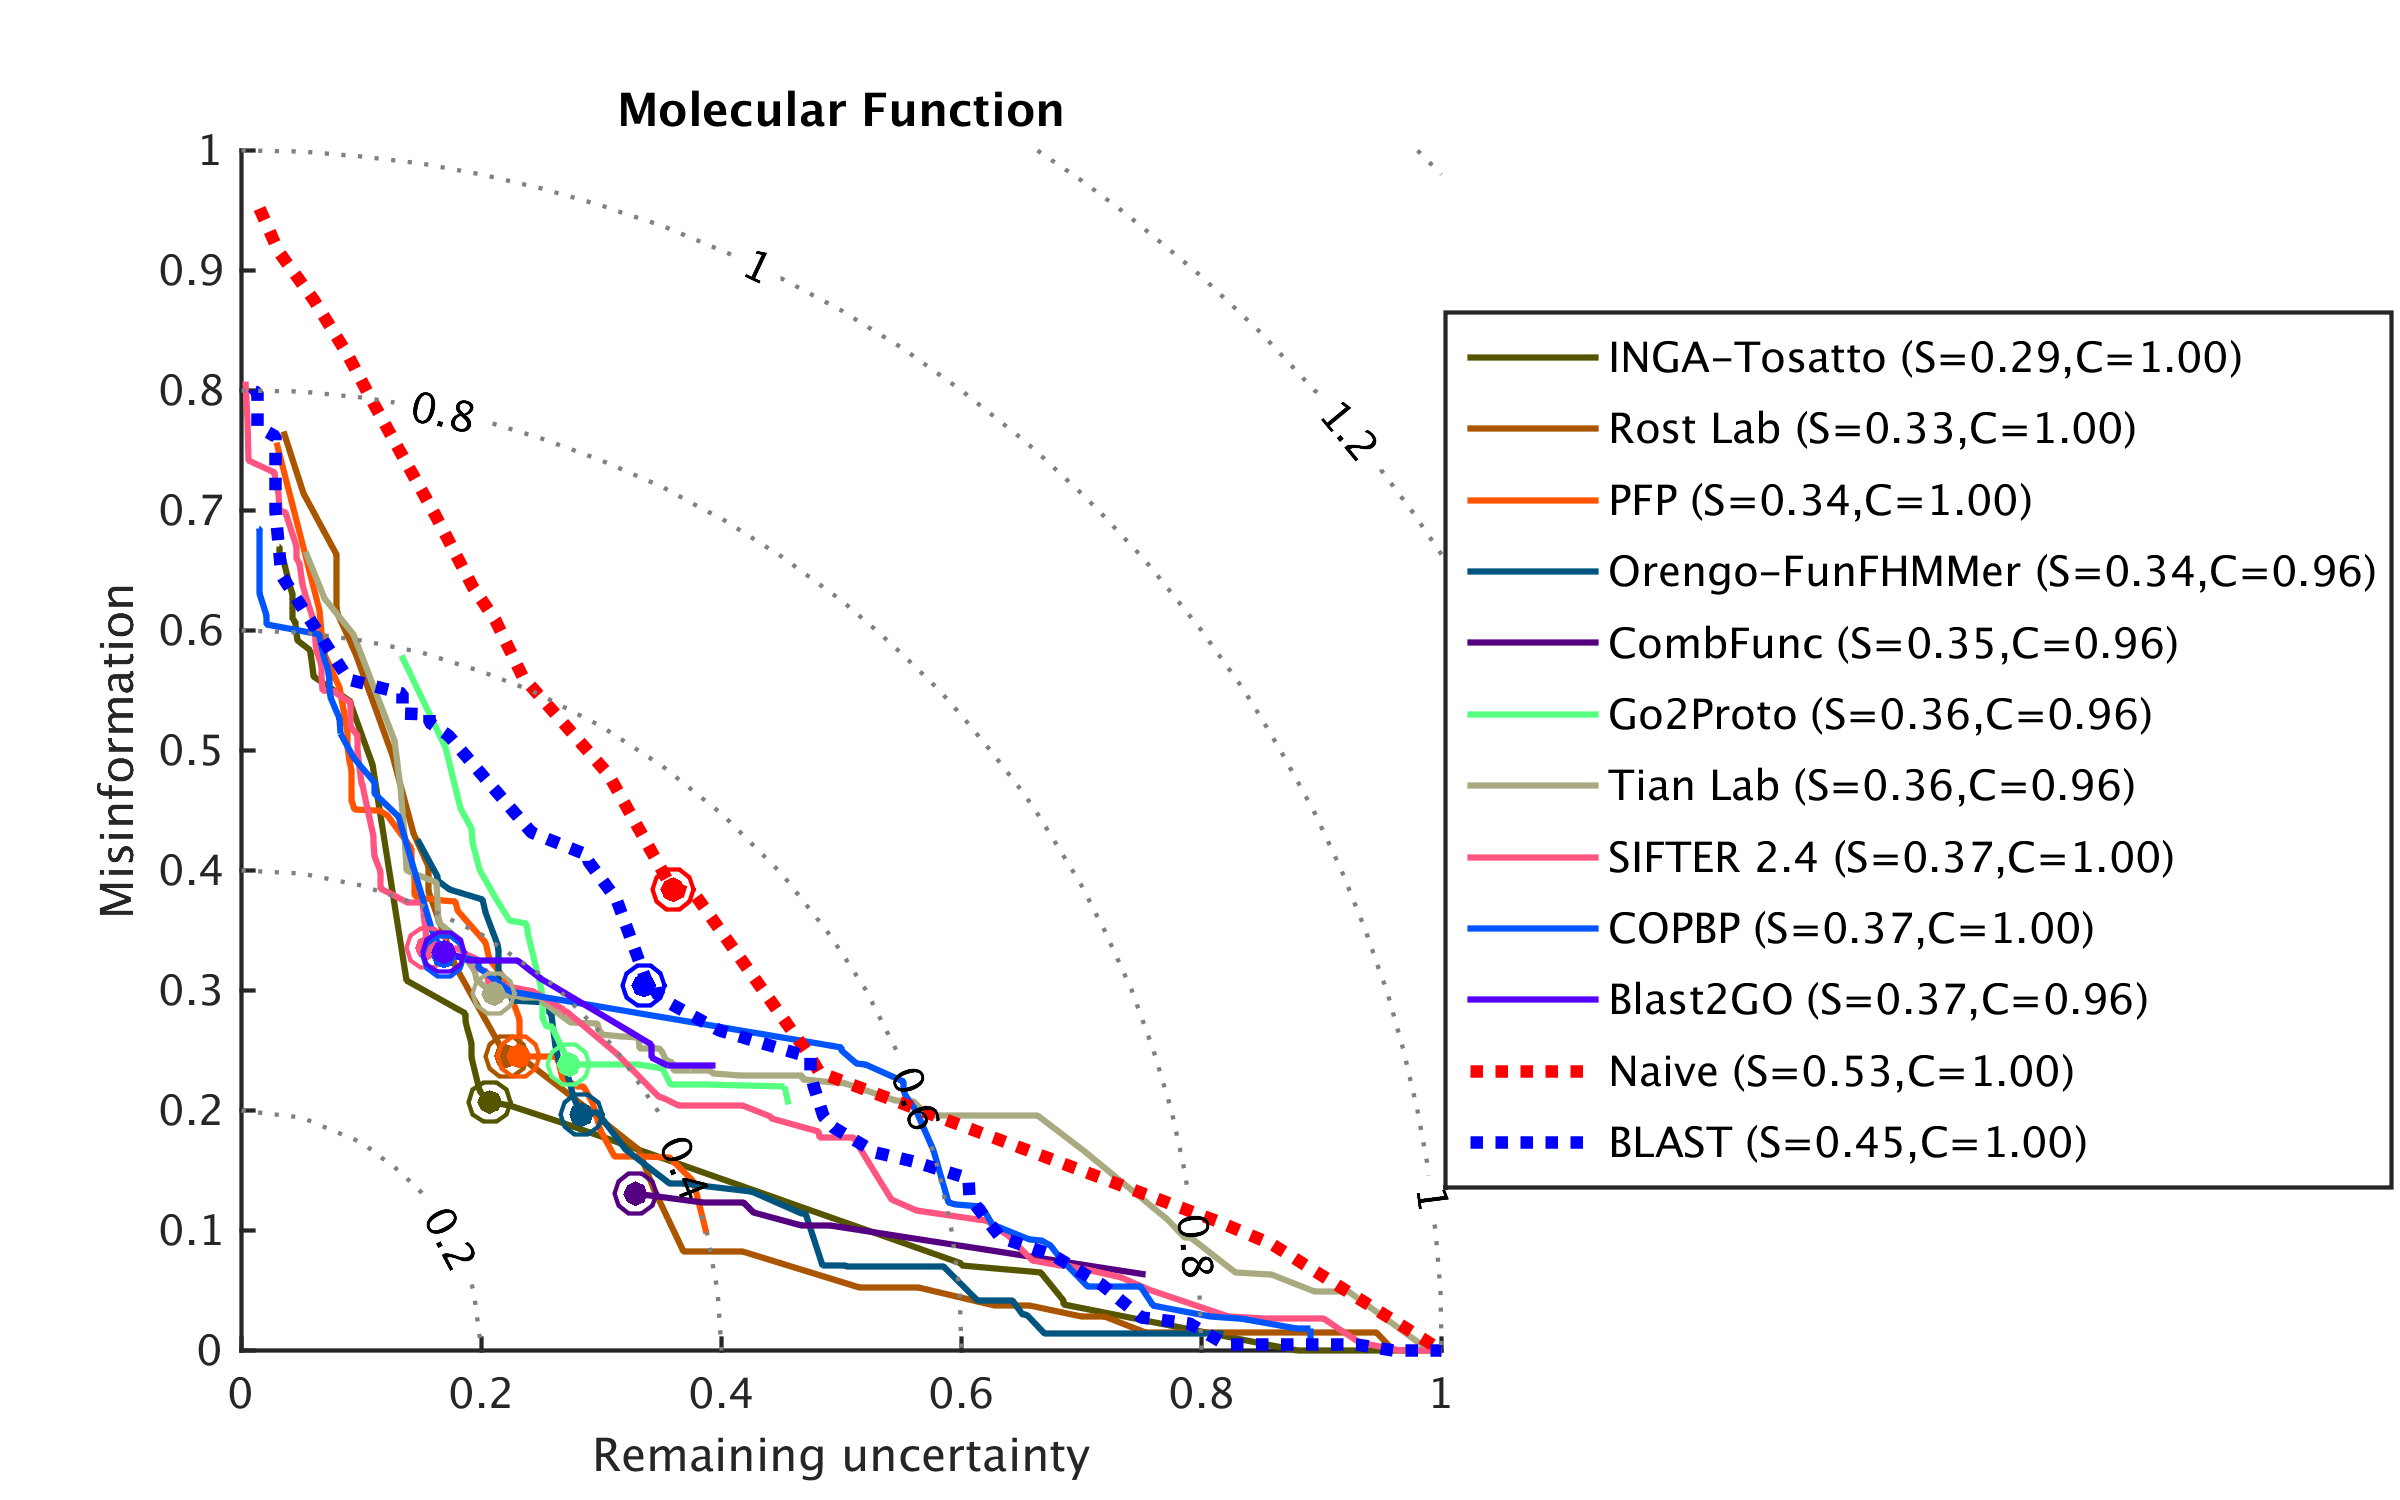 Molecular Function
Misinformation
1
0.9
0.8
0.7
0.6
0.5
0.4
0.3
0.2
0.1
0
0
0.2
0.4
0.6
0.8
1
Remaining uncertainty
1
0.8
1.2
0.6
0.4
0.2
0.8
1
INGA-Tosatto (S=0.29,C=1.00)
Rost Lab (S=0.33,C=1.00)
PFP (S=0.34,C=1.00)
Orengo-FunFHMMer (S=0.34,C=0.96)
CombFunc (S=0.35,C=0.96)
Go2Proto (S=0.36,C=0.96)
Tian Lab (S=0.36,C=0.96)
SIFTER 2.4 (S=0.37,C=1.00)
COPBP (S=0.37,C=1.00)
Blast2GO (S=0.37,C=0.96)
Naive (S=0.53,C=1.00)
BLAST (S=0.45,C=1.00)